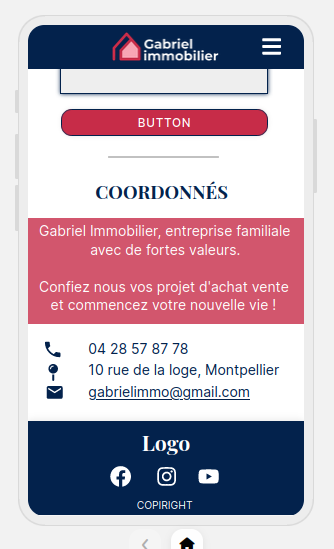 Gabriel
immobilier
BUTTON
COORDONNÉS
Gabriel Immobilier, entreprise familiale
avec de fortes valeurs.
Confiez nous vos projet d'achat vente
et commencez votre nouvelle vie !
04 28 57 87 78
10 rue de la loge, Montpellier
gabrielimmo@gmail.com
Logo
COPIRIGHT